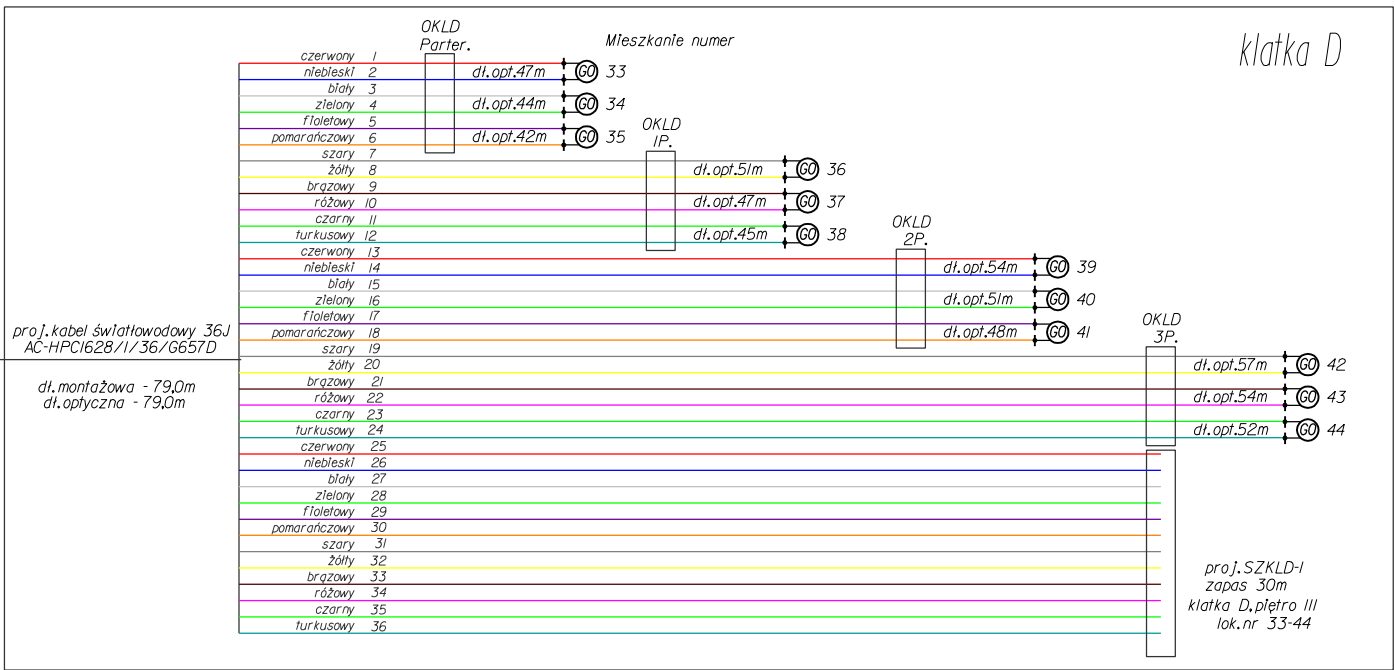 klatka D
OKLD
Parter.
Mieszkanie numer
czerwony 1
niebieski 2 dł.opt.47m GO 33
biały 3
zielony 4 dł.opt.44m GO 34
fioletowy 5
pomarańczowy 6 dł.opt.42m GO 35
OKLD
1P.
szary 7
żółty 8 dł.opt.51m GO 36
brązowy 9
różowy 10 dł.opt.47m GO 37
czarny 11
turkusowy 12 dł.opt.45m GO 38
OKLD
2P.
czerwony 13
niebieski 14 dł.opt.54m GO 39
biały 15
zielony 16 dł.opt.51m GO 40
fioletowy 17
pomarańczowy 18 dł.opt.48m GO 41
OKLD
3P.
szary 19
żółty 20 dł.opt.57m GO 42
brązowy 21
różowy 22 dł.opt.54m GO 43
czarny 23
turkusowy 24 dł.opt.52m GO 44
czerwony 25
niebieski 26
biały 27
zielony 28
fioletowy 29
pomarańczowy 30
szary 31
żółty 32
brązowy 33
różowy 34
czarny 35
turkusowy 36
proj.kabel światłowodowy 36J
AC-HPC1628/1/36/G657D
dł.montażowa - 79,0m
dł.optyczna - 79,0m
proj.SZKLD-1
zapas 30m
klatka D,piętro III
lok.nr 33-44